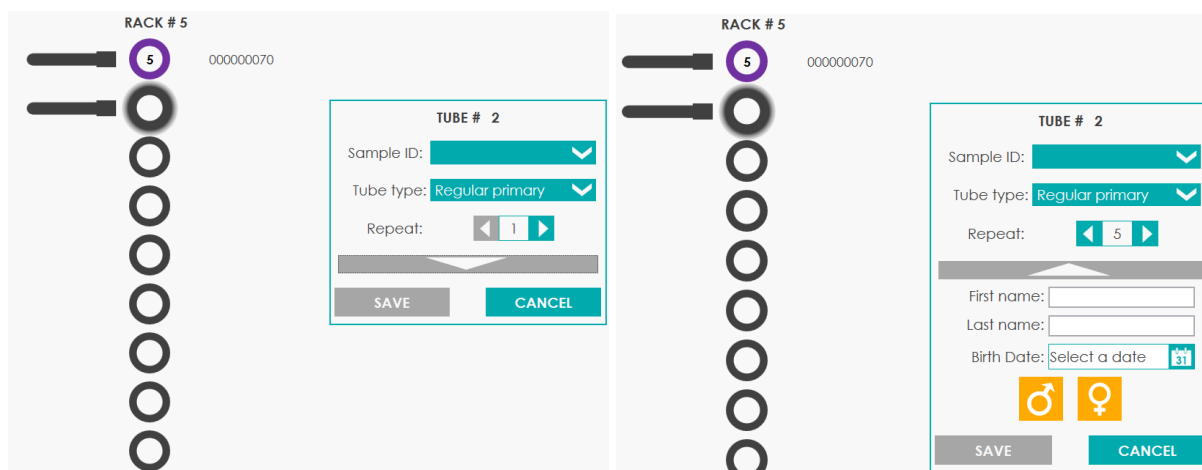 RACK # 5
5 000000070
TUBE # 2
Sample ID:
Tube type: Regular primary
Repeat: 1
SAVE CANCEL
RACK # 5
5 000000070
TUBE # 2
Sample ID:
Tube type: Regular primary
Repeat: 5
First name:
Last name:
Birth Date: Select a date 31
SAVE CANCEL